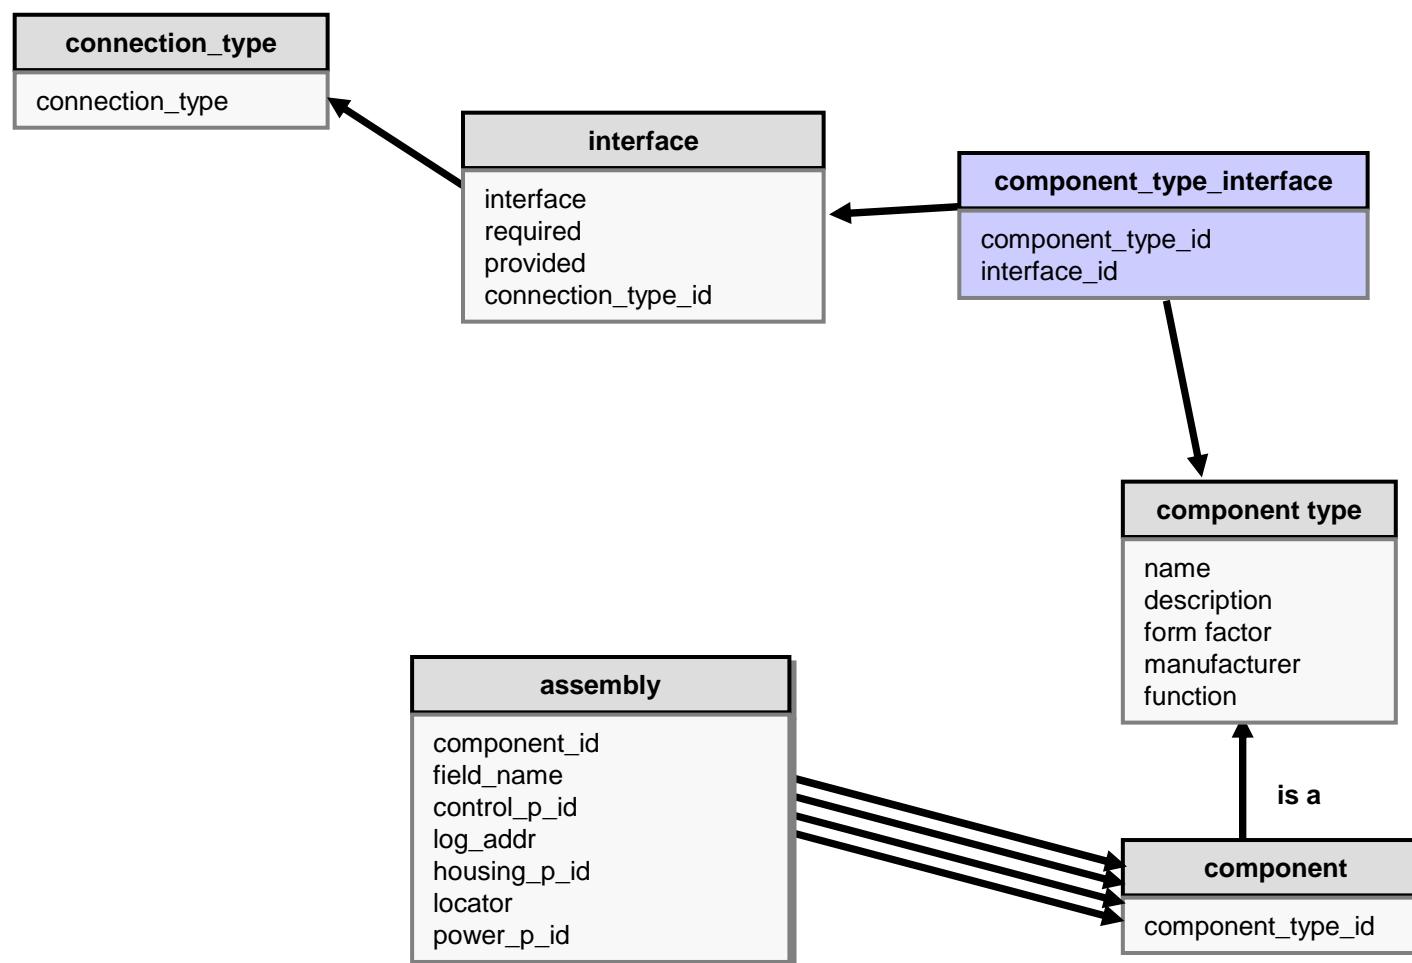 connection_type
connection_type
interface
interface
required
provided
connection_type_id
component_type_interface
component_type_id
interface_id
component type
name
description
form factor
manufacturer
function
assembly
component_id
field_name
control_p_id
log_addr
housing_p_id
locator
power_p_id
is a
component
component_type_id